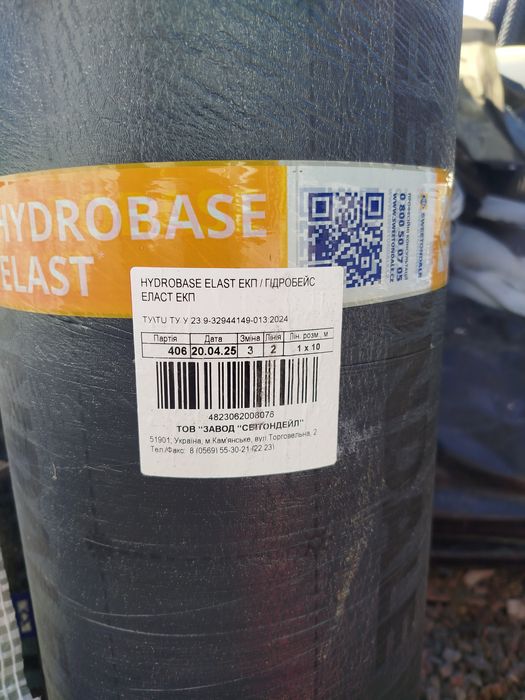 HYDROBASE
ELAST
SWEETONDALE
0 800 50 07 05
HYDROBASE ELAST ЕКП / ГІДРОБЕЙС
ЕЛАСТ ЕКП
ТУ\TU ТУ У 23.9-32944149-013:2024
Партія Дата Зміна Лінія Лін. розм., м
406 20.04.25 3 2 1 x 10
4823062008076
ТОВ "ЗАВОД "СВІТОНДЕЙЛ"
51901, Україна, м.Кам'янське, вул.Торговельна, 2
Тел./Факс: 8 (0569) 55-30-21 (22,23)